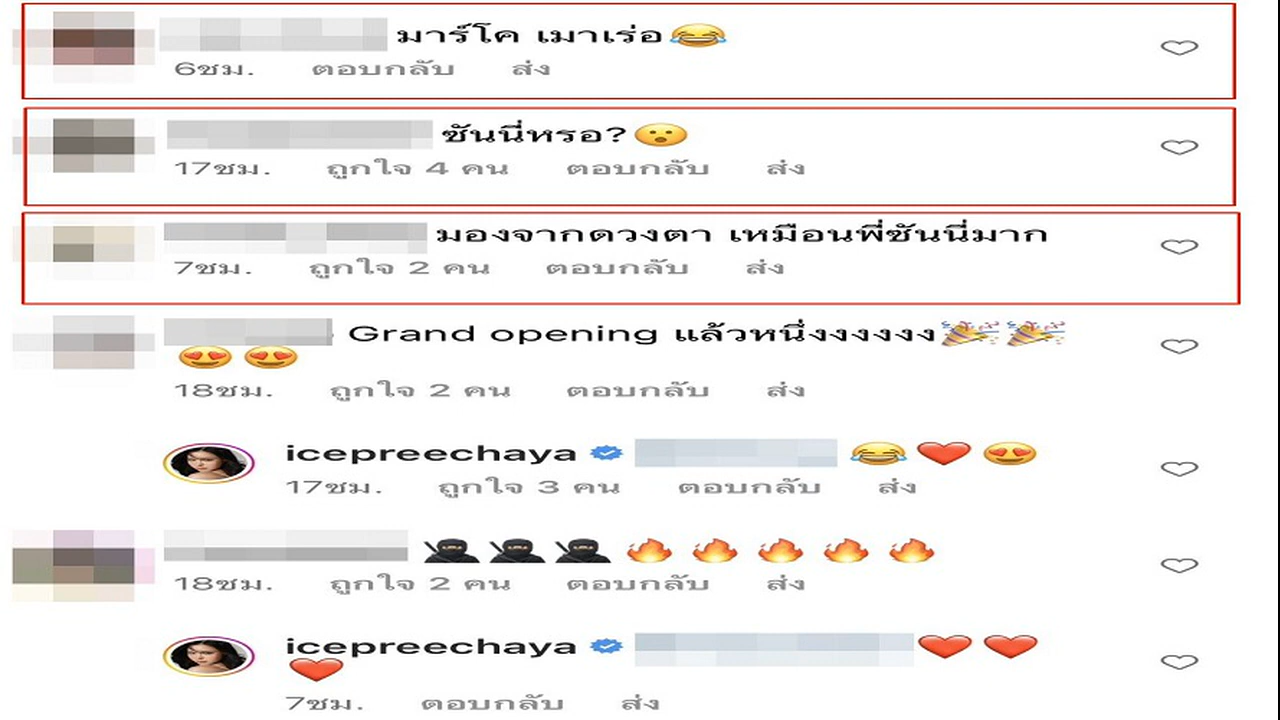 มาร์โค เมาเร่อ😂
6ชม. ตอบกลับ ส่ง
ซันนี่หรอ?😮
17ชม. ถูกใจ 4 คน ตอบกลับ ส่ง
มองจากดวงตา เหมือนพี่ซันนี่มาก
7ชม. ถูกใจ 2 คน ตอบกลับ ส่ง
Grand opening แล้วหนึ่งงงงงงง🎉🎉
😍😍
18ชม. ถูกใจ 2 คน ตอบกลับ ส่ง
icepreechaya 😂❤️😍
17ชม. ถูกใจ 3 คน ตอบกลับ ส่ง
🥷🥷🥷🔥🔥🔥🔥🔥
18ชม. ถูกใจ 2 คน ตอบกลับ ส่ง
icepreechaya ❤️❤️
❤️
7ชม. ตอบกลับ ส่ง